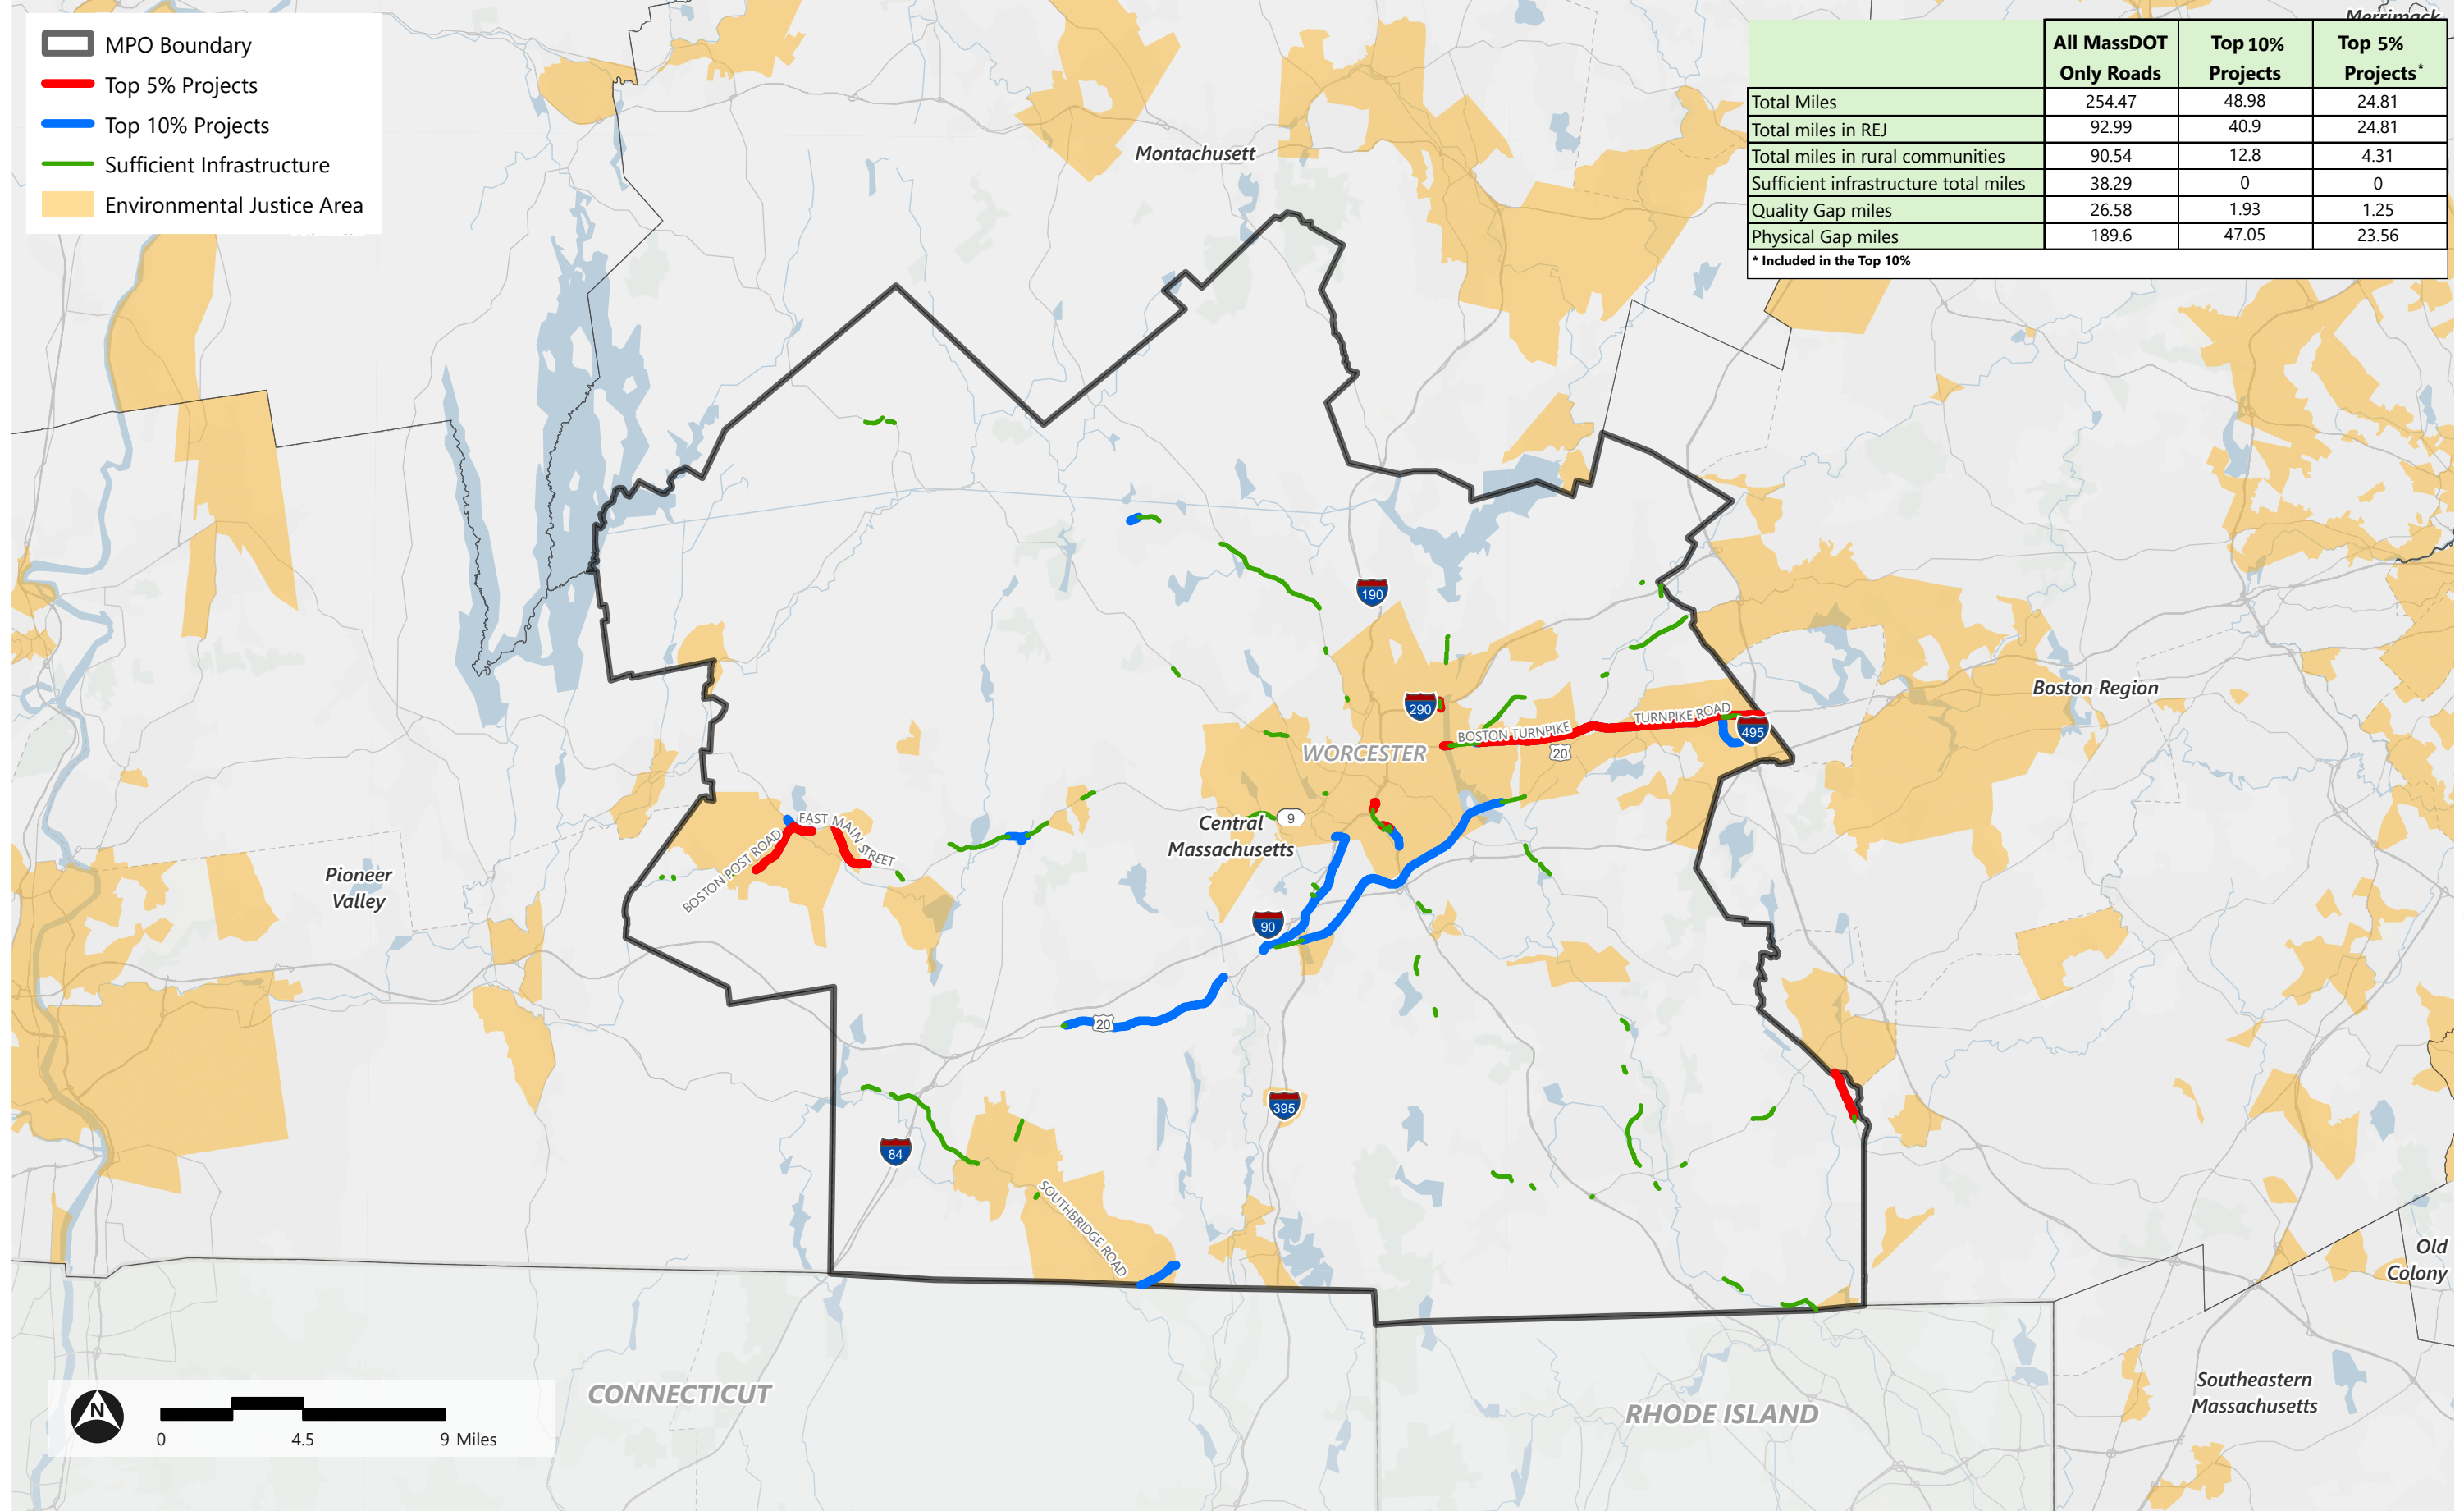 MPO Boundary
Top 5% Projects
Top 10% Projects
Sufficient Infrastructure
Environmental Justice Area
Merrimack
All MassDOT Only Roads Top 10% Projects Top 5% Projects*
Total Miles 254.47 48.98 24.81
Total miles in REJ 92.99 40.9 24.81
Total miles in rural communities 90.54 12.8 4.31
Sufficient infrastructure total miles 38.29 0 0
Quality Gap miles 26.58 1.93 1.25
Physical Gap miles 189.6 47.05 23.56
* Included in the Top 10%
Montachusett
190
Boston Region
290
BOSTON TURNPIKE
TURNPIKE ROAD
495
20
WORCESTER
9
Central
Massachusetts
EAST MAIN STREET
BOSTON POST ROAD
Pioneer
Valley
90
20
395
84
SOUTHBRIDGE ROAD
Old
Colony
CONNECTICUT
RHODE ISLAND
Southeastern
Massachusetts
N
0 4.5 9 Miles